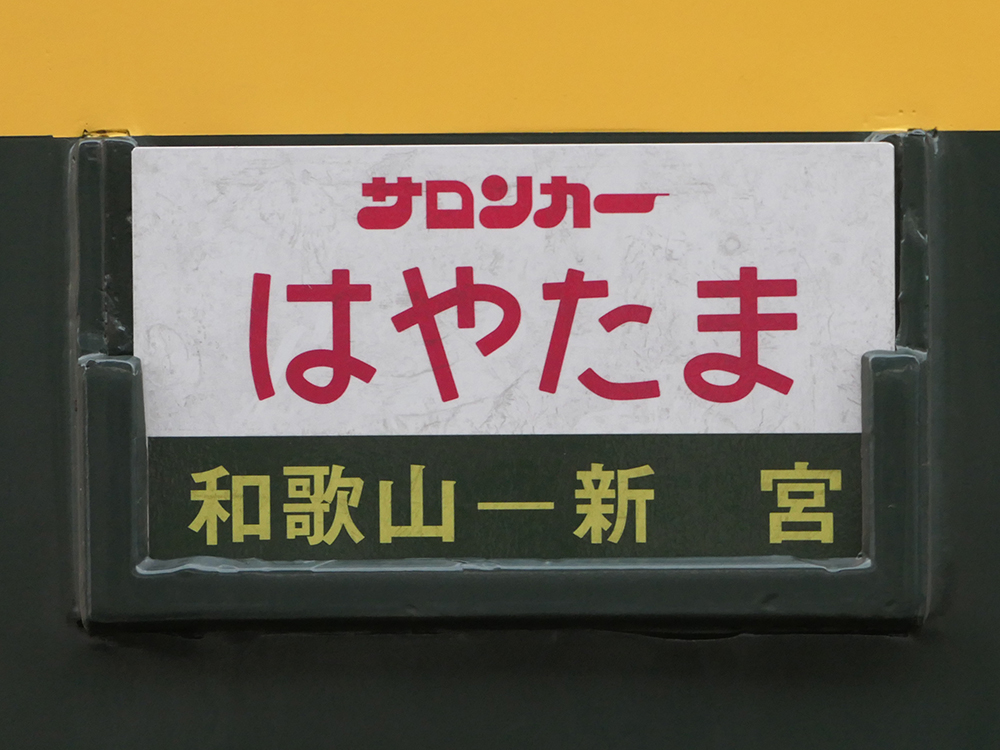 サロンカー
はやたま
和歌山ー新　宮